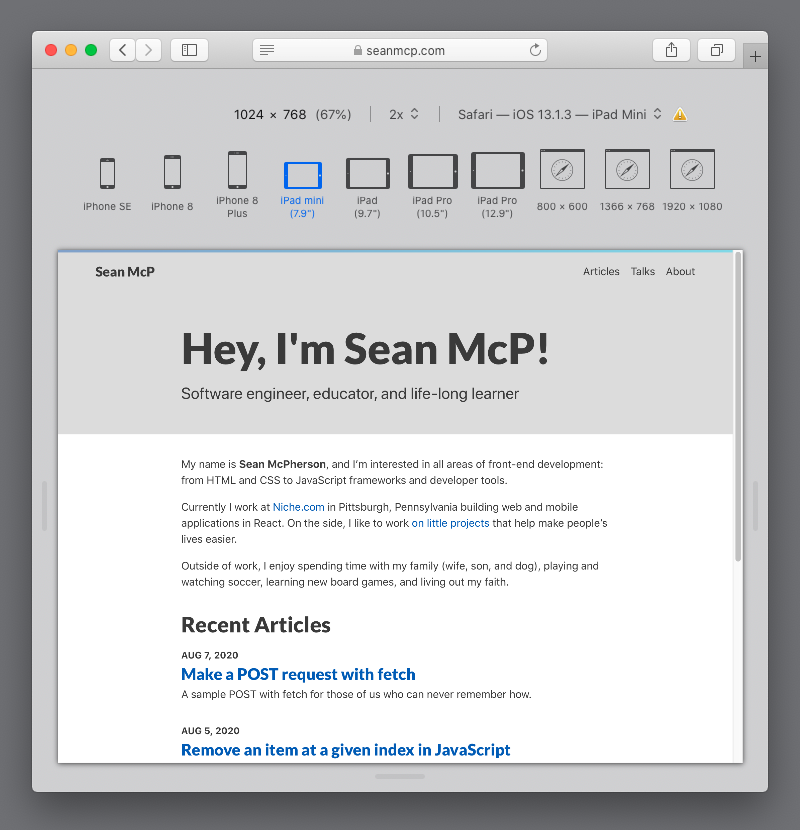 seanmcp.com
1024 × 768 (67%) 2x Safari — iOS 13.1.3 — iPad Mini
iPhone SE
iPhone 8
iPhone 8
Plus
iPad mini
(7.9")
iPad
(9.7")
iPad Pro
(10.5")
iPad Pro
(12.9")
800 × 600
1366 × 768
1920 × 1080
Sean McP
Articles Talks About
Hey, I'm Sean McP!
Software engineer, educator, and life-long learner
My name is Sean McPherson, and I'm interested in all areas of front-end development:
from HTML and CSS to JavaScript frameworks and developer tools.
Currently I work at Niche.com in Pittsburgh, Pennsylvania building web and mobile
applications in React. On the side, I like to work on little projects that help make people's
lives easier.
Outside of work, I enjoy spending time with my family (wife, son, and dog), playing and
watching soccer, learning new board games, and living out my faith.
Recent Articles
AUG 7, 2020
Make a POST request with fetch
A sample POST with fetch for those of us who can never remember how.
AUG 5, 2020
Remove an item at a given index in JavaScript